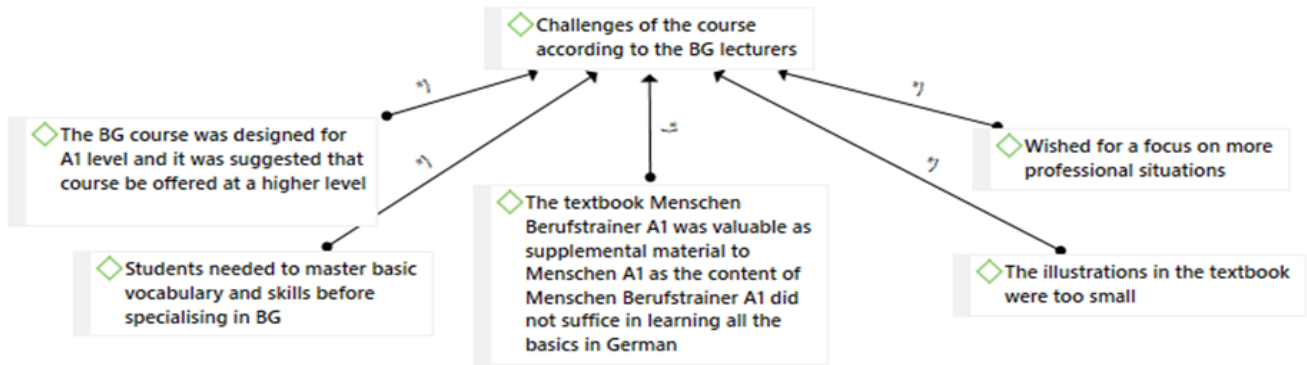 Challenges of the course
according to the BG lecturers
The BG course was designed for
A1 level and it was suggested that
course be offered at a higher level
Wished for a focus on more
professional situations
Students needed to master basic
vocabulary and skills before
specialising in BG
The textbook Menschen
Berufstrainer A1 was valuable as
supplemental material to
Menschen A1 as the content of
Menschen Berufstrainer A1 did
not suffice in learning all the
basics in German
The illustrations in the textbook
were too small